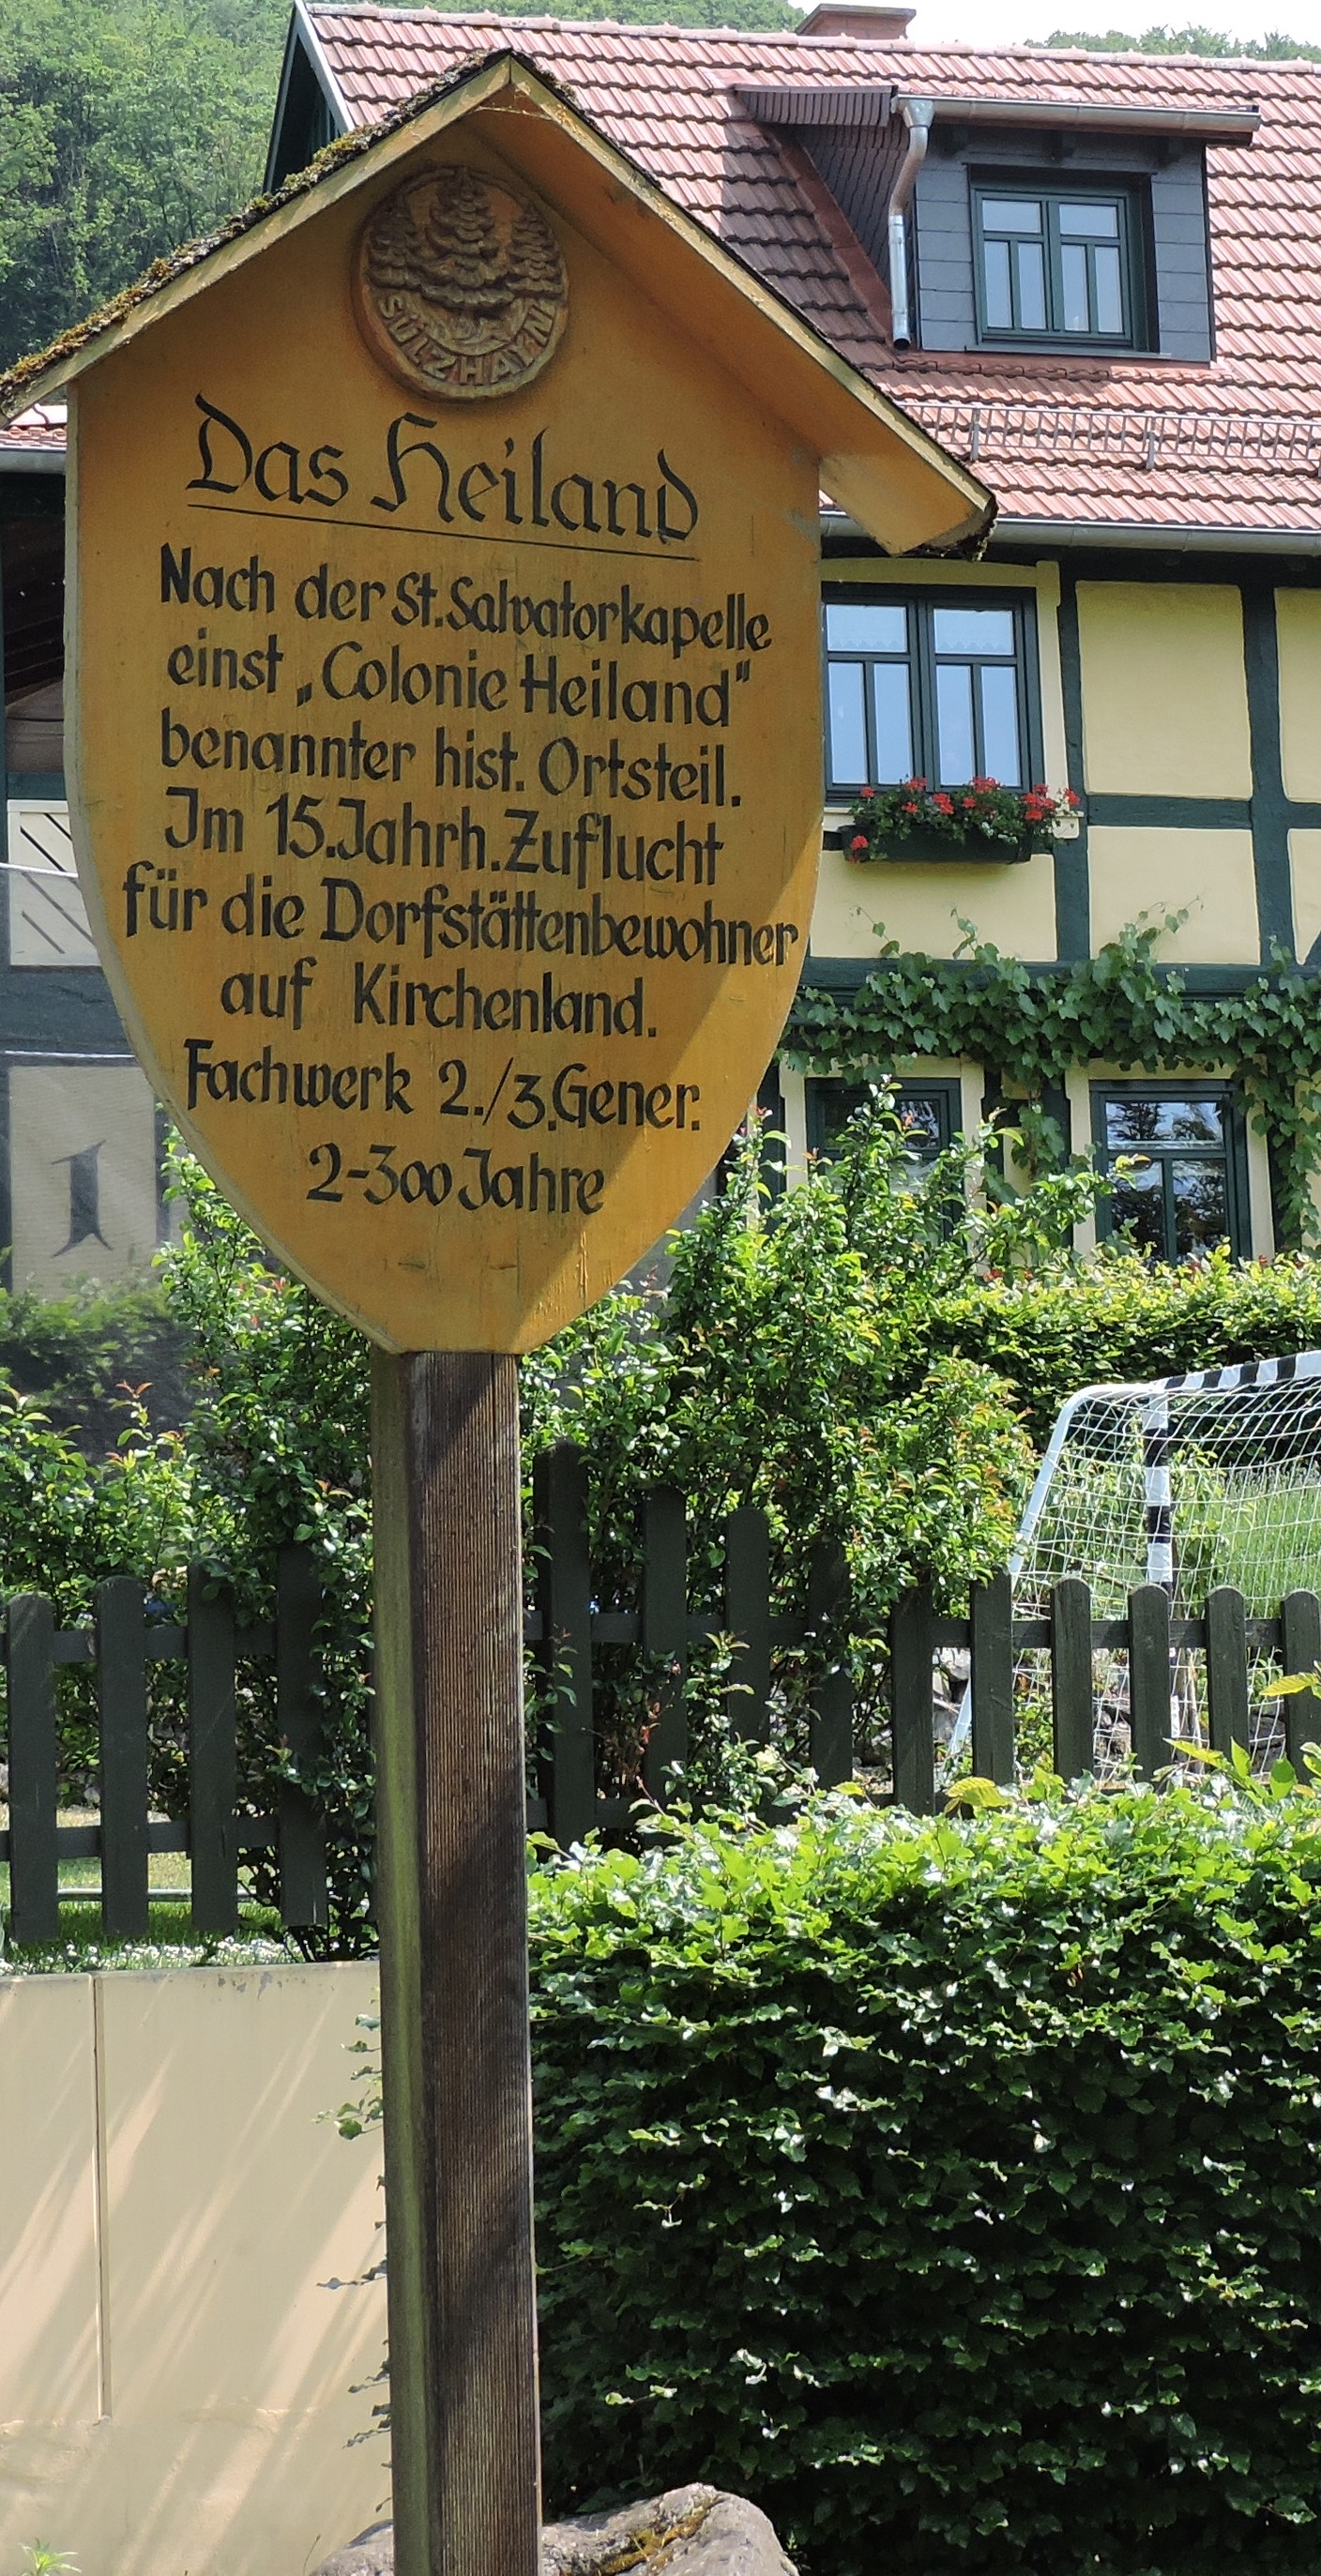 SÜLZHAYN
Das Heiland
Nach der St. Salvatorkapelle
einst „Colonie Heiland"
benannter hist. Ortsteil.
Im 15. Jahrh. Zuflucht
für die Dorfstättenbewohner
auf Kirchenland.
Fachwerk 2./3. Gener.
2-300 Jahre
1